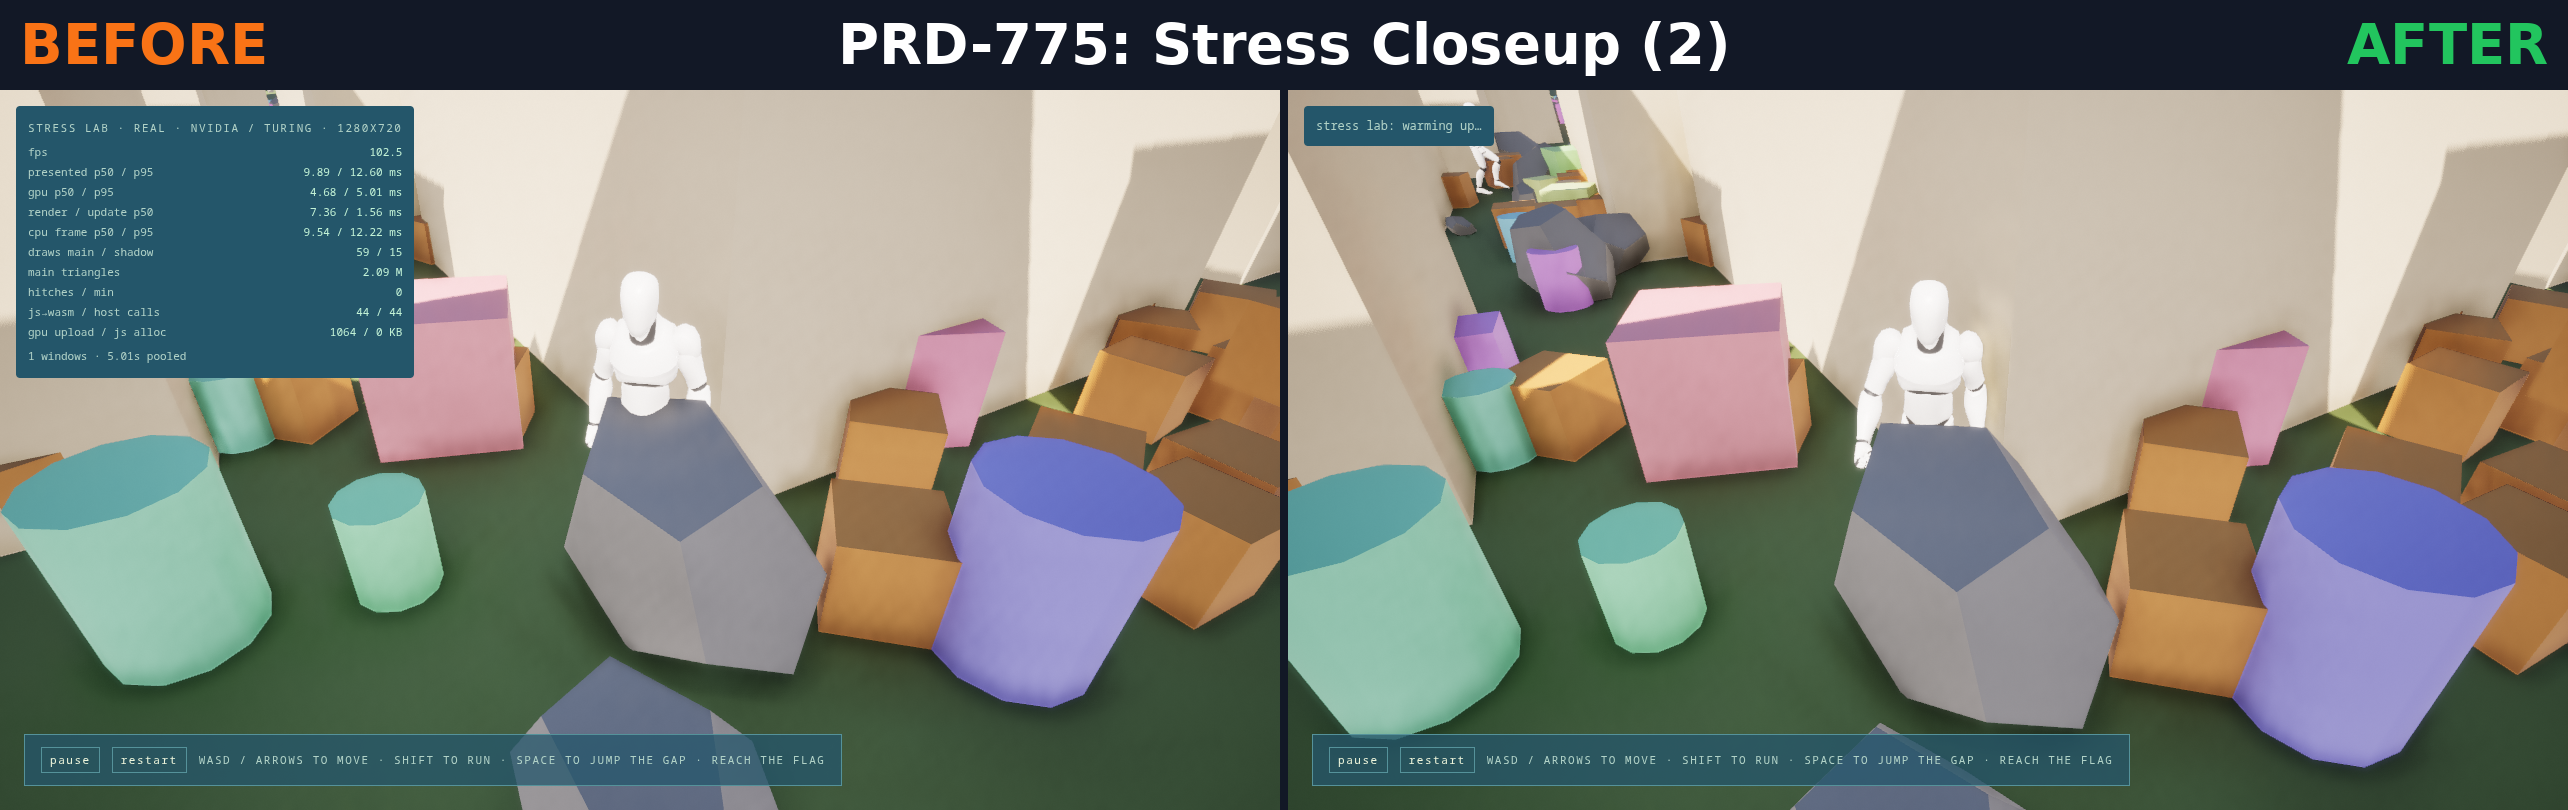 BEFORE
PRD-775: Stress Closeup (2)
AFTER
STRESS LAB · REAL · NVIDIA / TURING · 1280X720
fps 102.5
presented p50 / p95 9.89 / 12.60 ms
gpu p50 / p95 4.68 / 5.01 ms
render / update p50 7.36 / 1.56 ms
cpu frame p50 / p95 9.54 / 12.22 ms
draws main / shadow 59 / 15
main triangles 2.09 M
hitches / min 0
js→wasm / host calls 44 / 44
gpu upload / js alloc 1064 / 0 KB
1 windows · 5.01s pooled
pause restart WASD / ARROWS TO MOVE · SHIFT TO RUN · SPACE TO JUMP THE GAP · REACH THE FLAG
stress lab: warming up…
pause restart WASD / ARROWS TO MOVE · SHIFT TO RUN · SPACE TO JUMP THE GAP · REACH THE FLAG